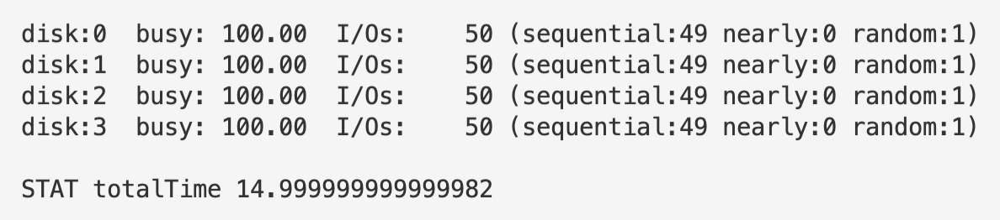 disk:0  busy: 100.00  I/Os:    50 (sequential:49 nearly:0 random:1)
disk:1  busy: 100.00  I/Os:    50 (sequential:49 nearly:0 random:1)
disk:2  busy: 100.00  I/Os:    50 (sequential:49 nearly:0 random:1)
disk:3  busy: 100.00  I/Os:    50 (sequential:49 nearly:0 random:1)

STAT totalTime 14.999999999999982